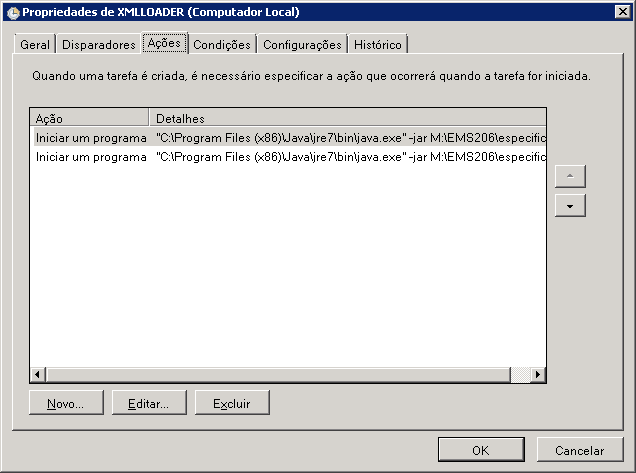 Propriedades de XMLLOADER (Computador Local)
Geral Disparadores Ações Condições Configurações Histórico
Quando uma tarefa é criada, é necessário especificar a ação que ocorrerá quando a tarefa for iniciada.
Ação Detalhes
Iniciar um programa "C:\Program Files (x86)\Java\jre7\bin\java.exe" -jar M:\EMS206\especific
Iniciar um programa "C:\Program Files (x86)\Java\jre7\bin\java.exe" -jar M:\EMS206\especific
Novo... Editar... Excluir
OK Cancelar